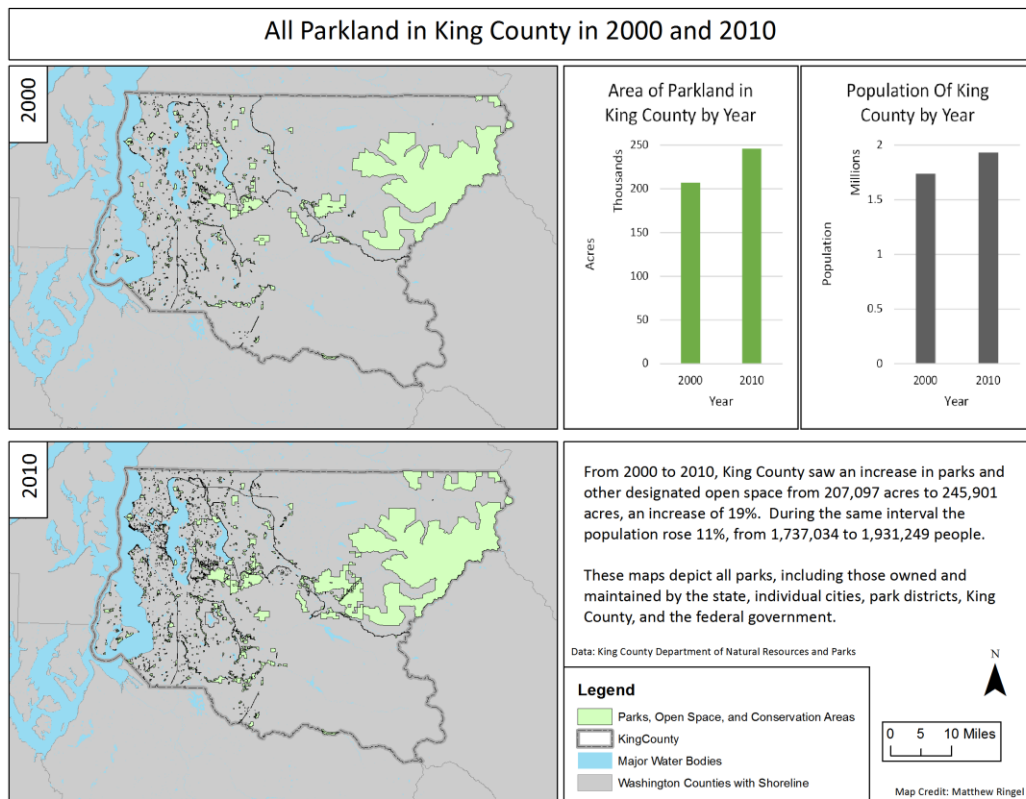 All Parkland in King County in 2000 and 2010
2000
Area of Parkland in
King County by Year
Thousands
Acres
250
200
150
100
50
0
2000
2010
Year
Population Of King
County by Year
Millions
Population
2
1.5
1
0.5
0
2000
2010
Year
2010
From 2000 to 2010, King County saw an increase in parks and
other designated open space from 207,097 acres to 245,901
acres, an increase of 19%. During the same interval the
population rose 11%, from 1,737,034 to 1,931,249 people.
These maps depict all parks, including those owned and
maintained by the state, individual cities, park districts, King
County, and the federal government.
Data: King County Department of Natural Resources and Parks
Legend
Parks, Open Space, and Conservation Areas
KingCounty
Major Water Bodies
Washington Counties with Shoreline
N
0 5 10 Miles
Map Credit: Matthew Ringel